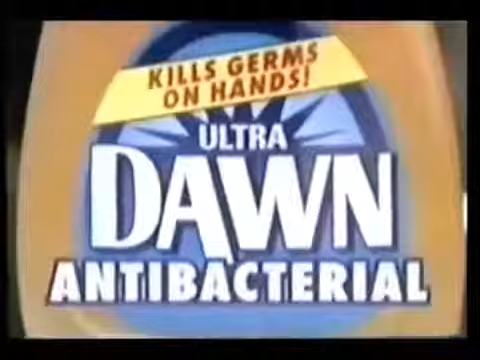 KILLS GERMS
ON HANDS!
ULTRA
DAWN
ANTIBACTERIAL